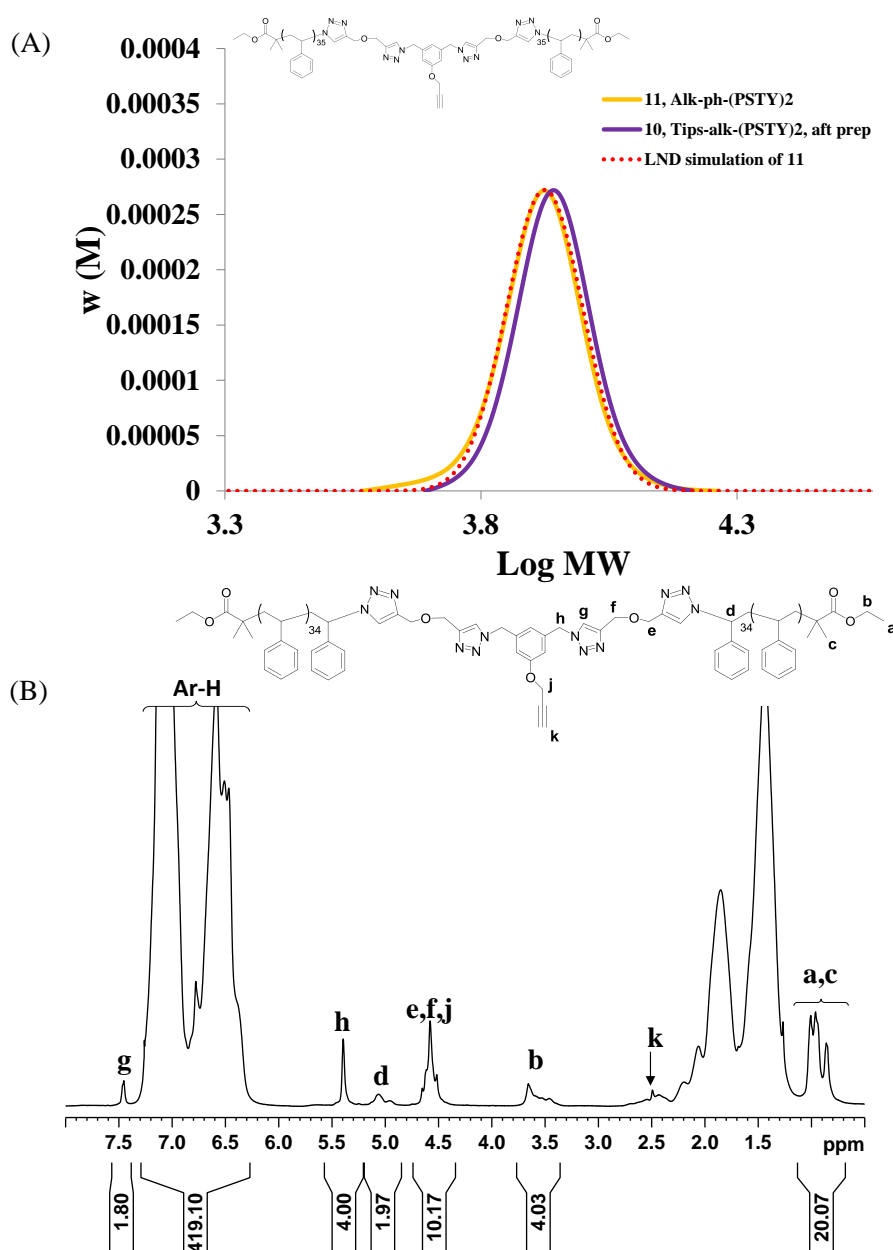 (A)
O
O
35
N N
N
O
N
N=N
N
N=N
O
N N
N
35
O
O
O
0.0004
0.00035
0.0003
0.00025
0.0002
0.00015
0.0001
0.00005
0
w (M)
11, Alk-ph-(PSTY)2
10, Tips-alk-(PSTY)2, aft prep
LND simulation of 11
3.3 3.8 4.3
Log MW
O
O
34
N N
N
O
N
N=N
h
g
N
N=N
f
O
e
N N
N
d
34
O
O
b
a
c
O
j
k
(B)
Ar-H
g
h
d
e,f,j
b
k
a,c
7.5 7.0 6.5 6.0 5.5 5.0 4.5 4.0 3.5 3.0 2.5 2.0 1.5 ppm
1.80 419.10 4.00 1.97 10.17 4.03 20.07